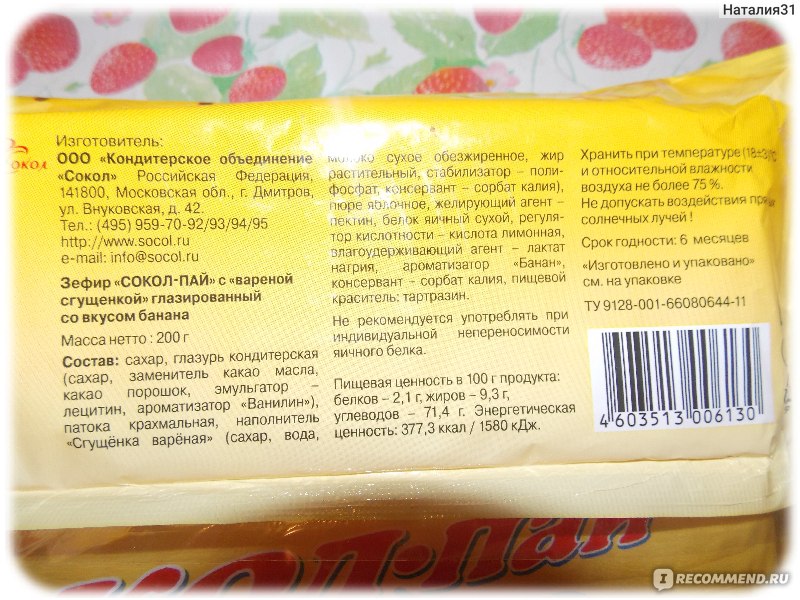 Наталия31
СОКОЛ
Изготовитель:
ООО «Кондитерское объединение
«Сокол» Российская Федерация,
141800, Московская обл., г. Дмитров,
ул. Внуковская, д. 42.
Тел.: (495) 959-70-92/93/94/95
http://www.socol.ru
e-mail: info@socol.ru
Зефир «СОКОЛ-ПАЙ» с «вареной
сгущенкой» глазированный
со вкусом банана
Масса нетто: 200 г
Состав: сахар, глазурь кондитерская
(сахар, заменитель какао масла,
какао порошок, эмульгатор –
лецитин, ароматизатор «Ванилин»),
патока крахмальная, наполнитель
«Сгущёнка варёная» (сахар, вода,
молоко сухое обезжиренное, жир
растительный, стабилизатор – поли-
фосфат, консервант – сорбат калия),
пюре яблочное, желирующий агент –
пектин, белок яичный сухой, регуля-
тор кислотности – кислота лимонная,
влагоудерживающий агент – лактат
натрия, ароматизатор «Банан»,
консервант – сорбат калия, пищевой
краситель: тартразин.
Не рекомендуется употреблять при
индивидуальной непереносимости
яичного белка.
Пищевая ценность в 100 г продукта:
белков – 2,1 г, жиров – 9,3 г,
углеводов – 71,4 г. Энергетическая
ценность: 377,3 ккал / 1580 кДж.
Хранить при температуре (18±3)°С
и относительной влажности
воздуха не более 75 %.
Не допускать воздействия прямых
солнечных лучей !
Срок годности: 6 месяцев
«Изготовлено и упаковано»
см. на упаковке
ТУ 9128-001-66080644-11
4 603513 006130
СОКОЛ-ПАЙ
I RECOMMEND.RU